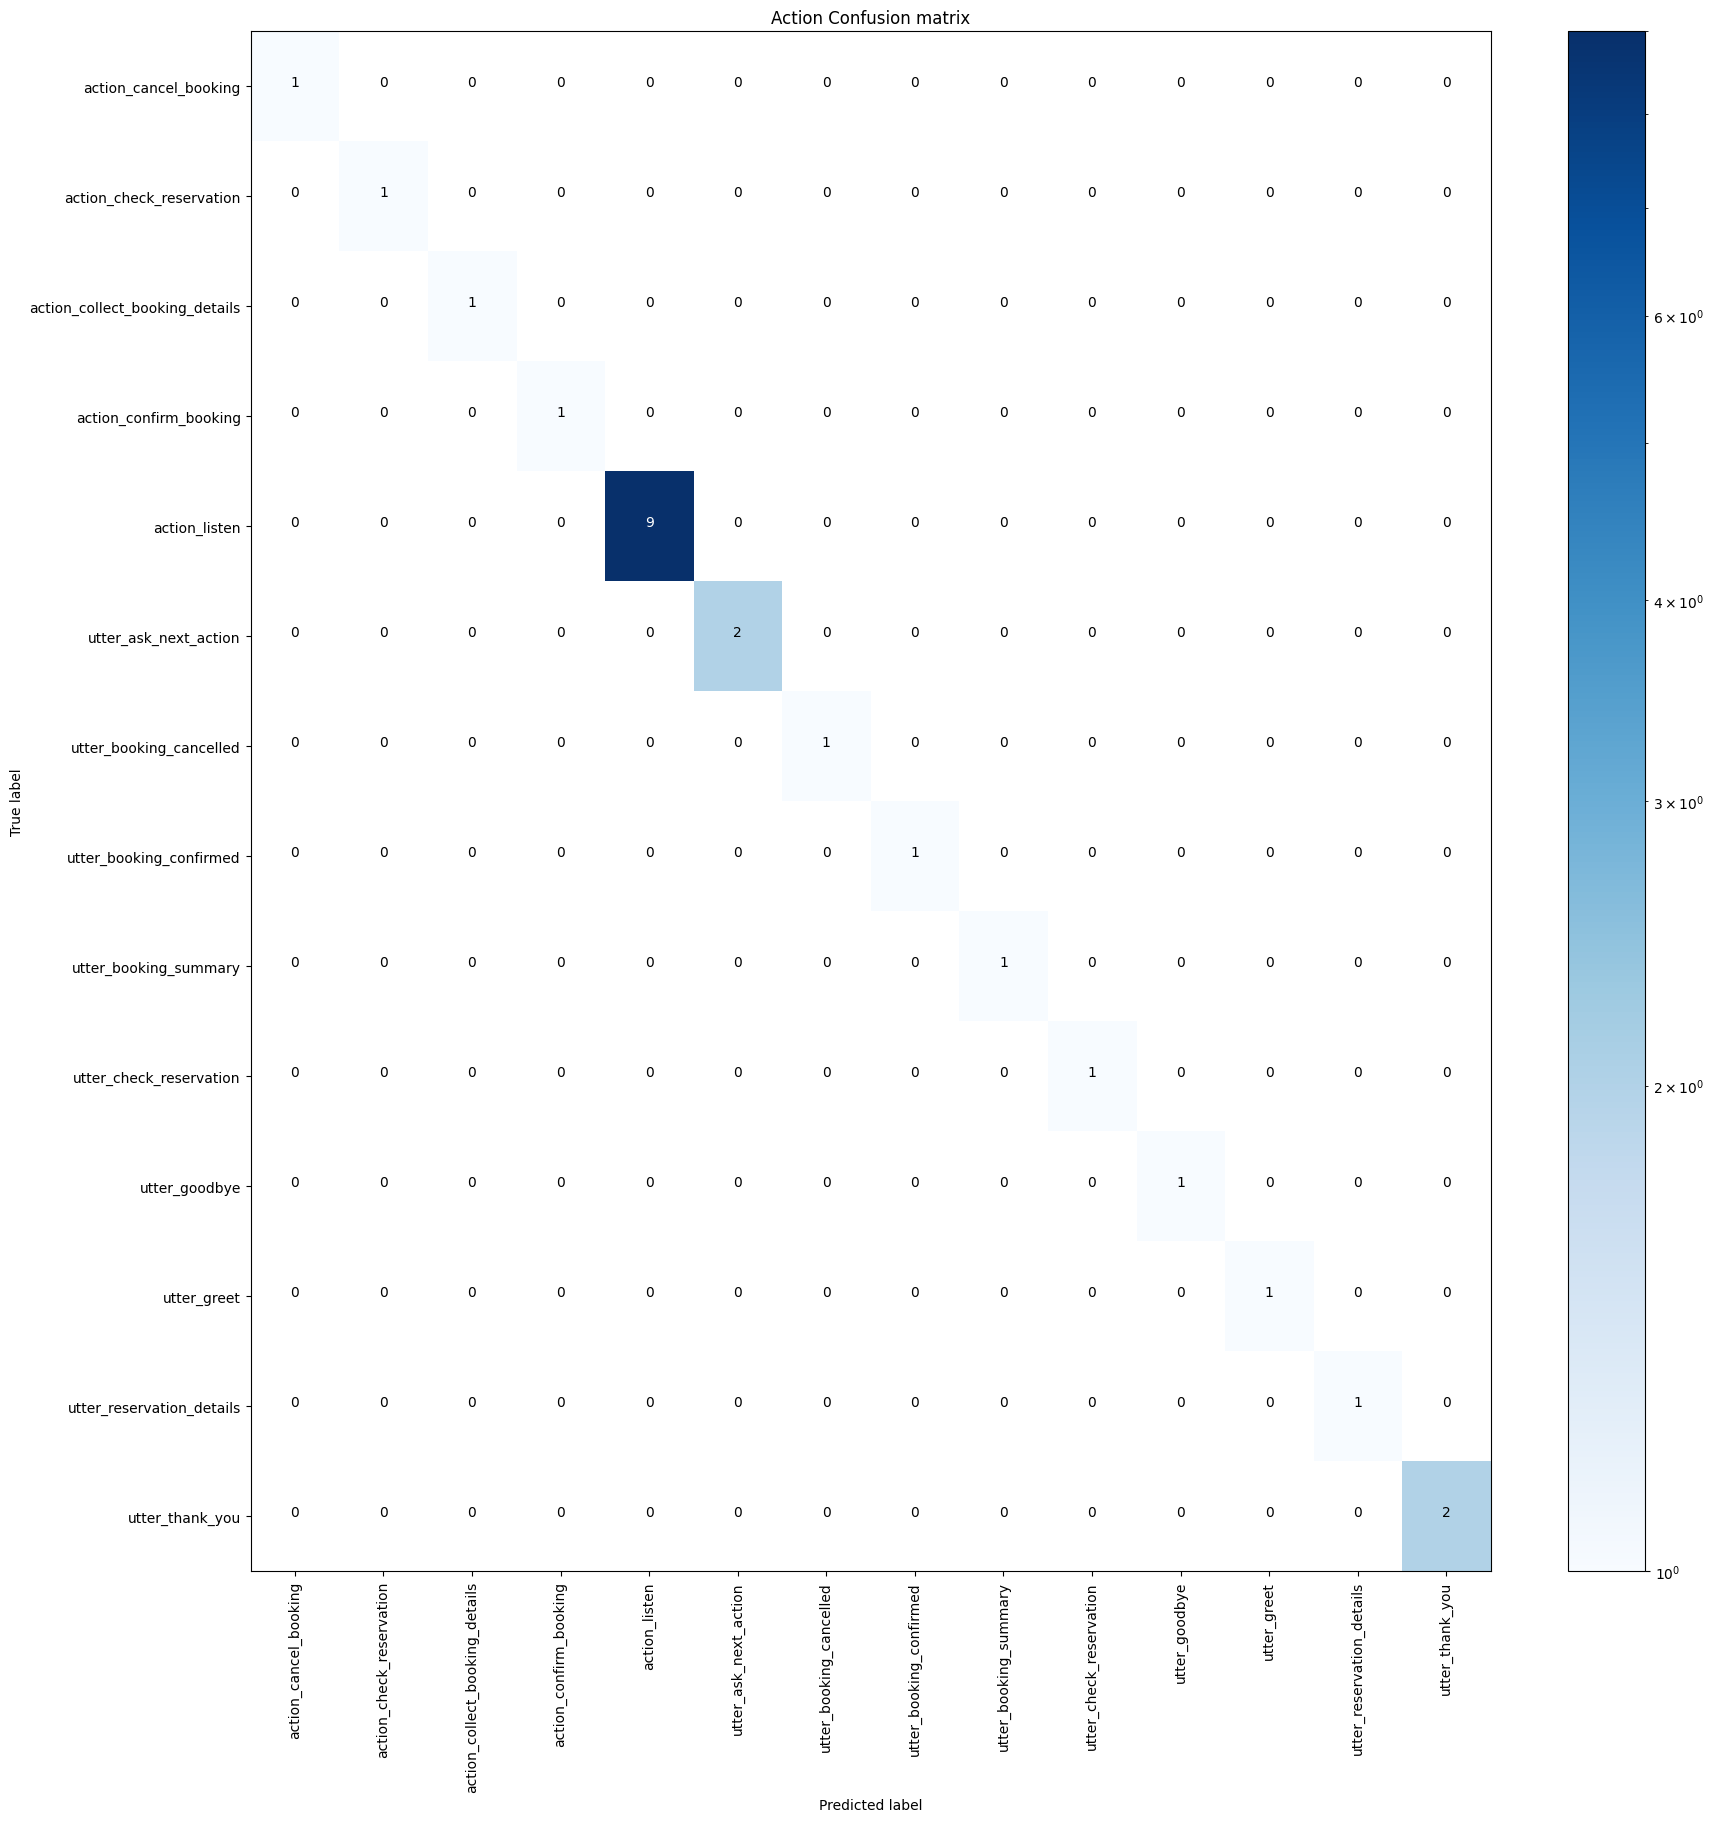 Action Confusion matrix
action_cancel_booking 1 0 0 0 0 0 0 0 0 0 0 0 0 0
action_check_reservation 0 1 0 0 0 0 0 0 0 0 0 0 0 0
action_collect_booking_details 0 0 1 0 0 0 0 0 0 0 0 0 0 0
6 × 10⁰
action_confirm_booking 0 0 0 1 0 0 0 0 0 0 0 0 0 0
action_listen 0 0 0 0 9 0 0 0 0 0 0 0 0 0
4 × 10⁰
utter_ask_next_action 0 0 0 0 0 2 0 0 0 0 0 0 0 0
utter_booking_cancelled 0 0 0 0 0 0 1 0 0 0 0 0 0 0
True label
3 × 10⁰
utter_booking_confirmed 0 0 0 0 0 0 0 1 0 0 0 0 0 0
utter_booking_summary 0 0 0 0 0 0 0 0 1 0 0 0 0 0
utter_check_reservation 0 0 0 0 0 0 0 0 0 1 0 0 0 0
2 × 10⁰
utter_goodbye 0 0 0 0 0 0 0 0 0 0 1 0 0 0
utter_greet 0 0 0 0 0 0 0 0 0 0 0 1 0 0
utter_reservation_details 0 0 0 0 0 0 0 0 0 0 0 0 1 0
utter_thank_you 0 0 0 0 0 0 0 0 0 0 0 0 0 2
10⁰
action_cancel_booking
action_check_reservation
action_collect_booking_details
action_confirm_booking
action_listen
utter_ask_next_action
utter_booking_cancelled
utter_booking_confirmed
utter_booking_summary
utter_check_reservation
utter_goodbye
utter_greet
utter_reservation_details
utter_thank_you
Predicted label